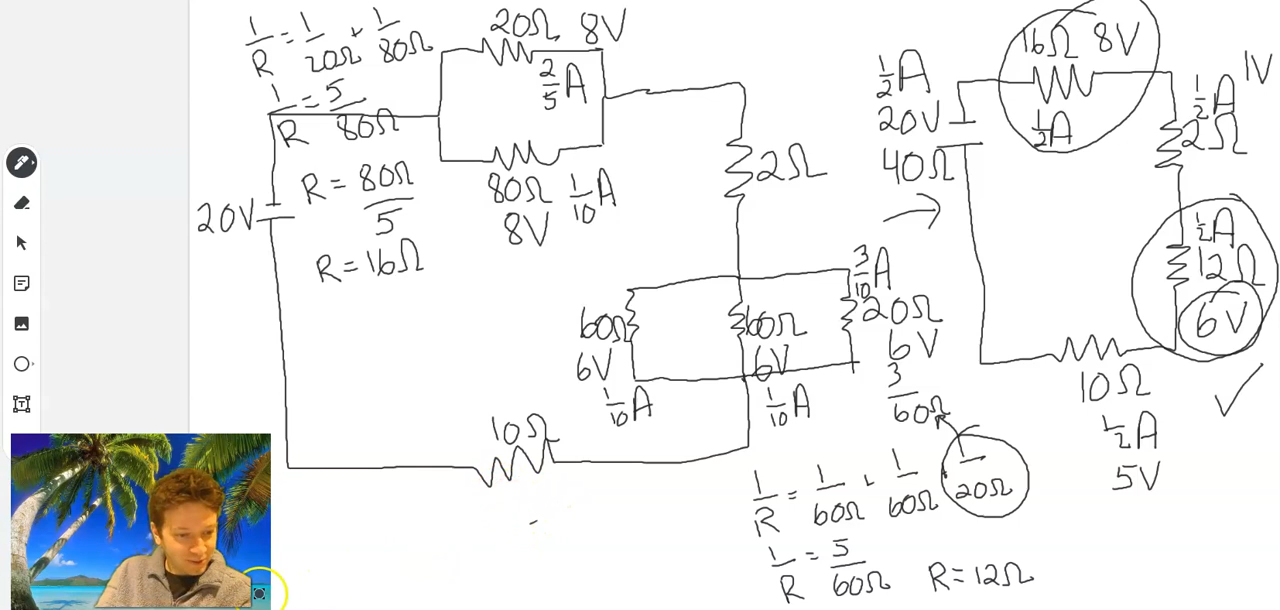 1/R = 1/20Ω + 1/80Ω
1/R = 5/80Ω
R = 80Ω/5
R = 16Ω
20V
20Ω 8V
2/5 A
80Ω 1/10 A
8V
2Ω
60Ω
6V
1/10 A
60Ω
6V
1/10 A
3/10 A
20Ω
6V
3/60Ω
10Ω
1/R = 1/60Ω + 1/60Ω 1/20Ω
1/R = 5/60Ω R = 12Ω
1/2 A
20V
40Ω
16Ω 8V
1/2 A
1V
1/2 A
2Ω
1/2 A
12Ω
6V
10Ω
1/2 A
5V
T